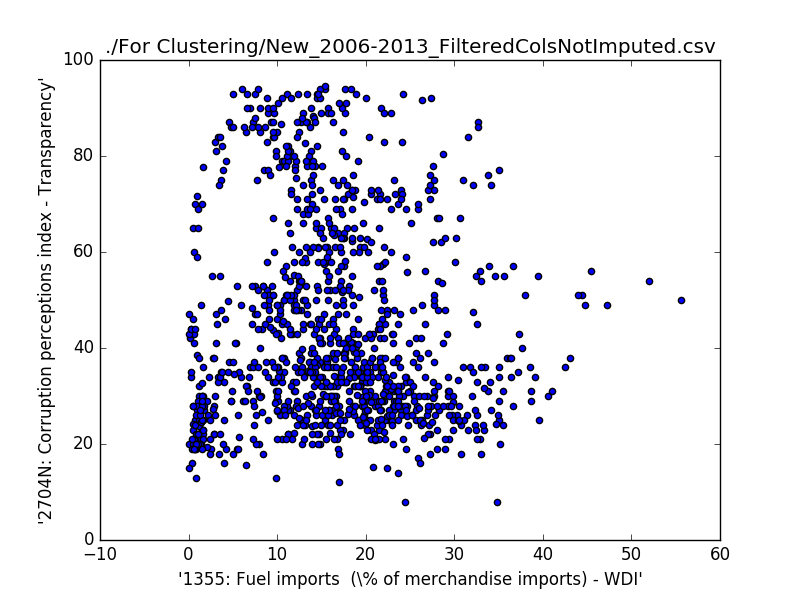 ./For Clustering/New_2006-2013_FilteredColsNotImputed.csv
100
80
60
40
20
0
−10 0 10 20 30 40 50 60
'2704N: Corruption perceptions index - Transparency'
'1355: Fuel imports  (\% of merchandise imports) - WDI'